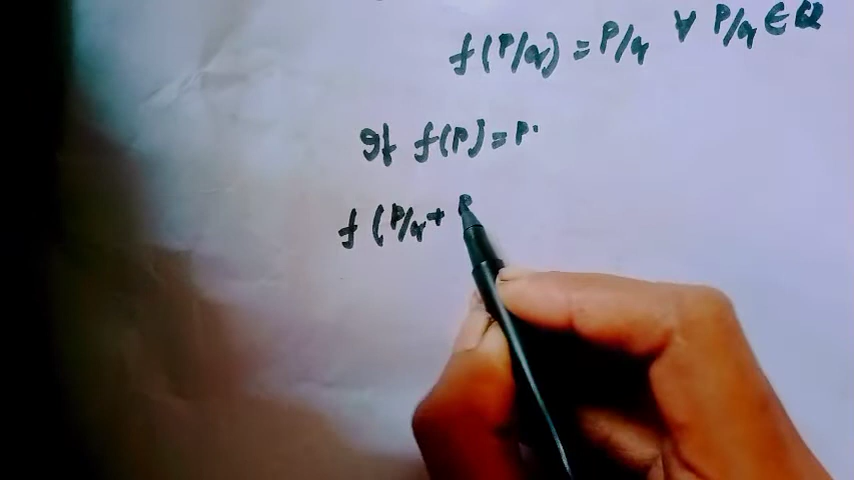 f(P/q) = P/q ∀ P/q ∈ Q
If f(P) = P.
f (P/q + P